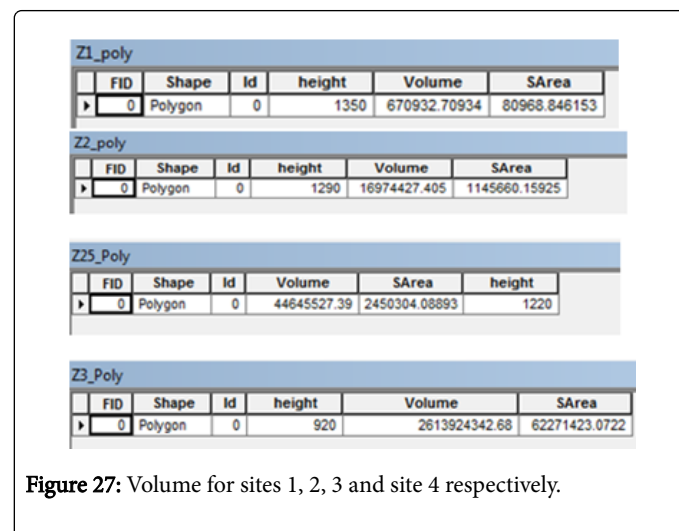 Z1_poly
FID Shape Id height Volume SArea
0 Polygon 0 1350 670932.70934 80968.846153
Z2_poly
FID Shape Id height Volume SArea
0 Polygon 0 1290 16974427.405 1145660.15925
Z25_Poly
FID Shape Id Volume SArea height
0 Polygon 0 44645527.39 2450304.08893 1220
Z3_Poly
FID Shape Id height Volume SArea
0 Polygon 0 920 2613924342.68 62271423.0722
Figure 27: Volume for sites 1, 2, 3 and site 4 respectively.